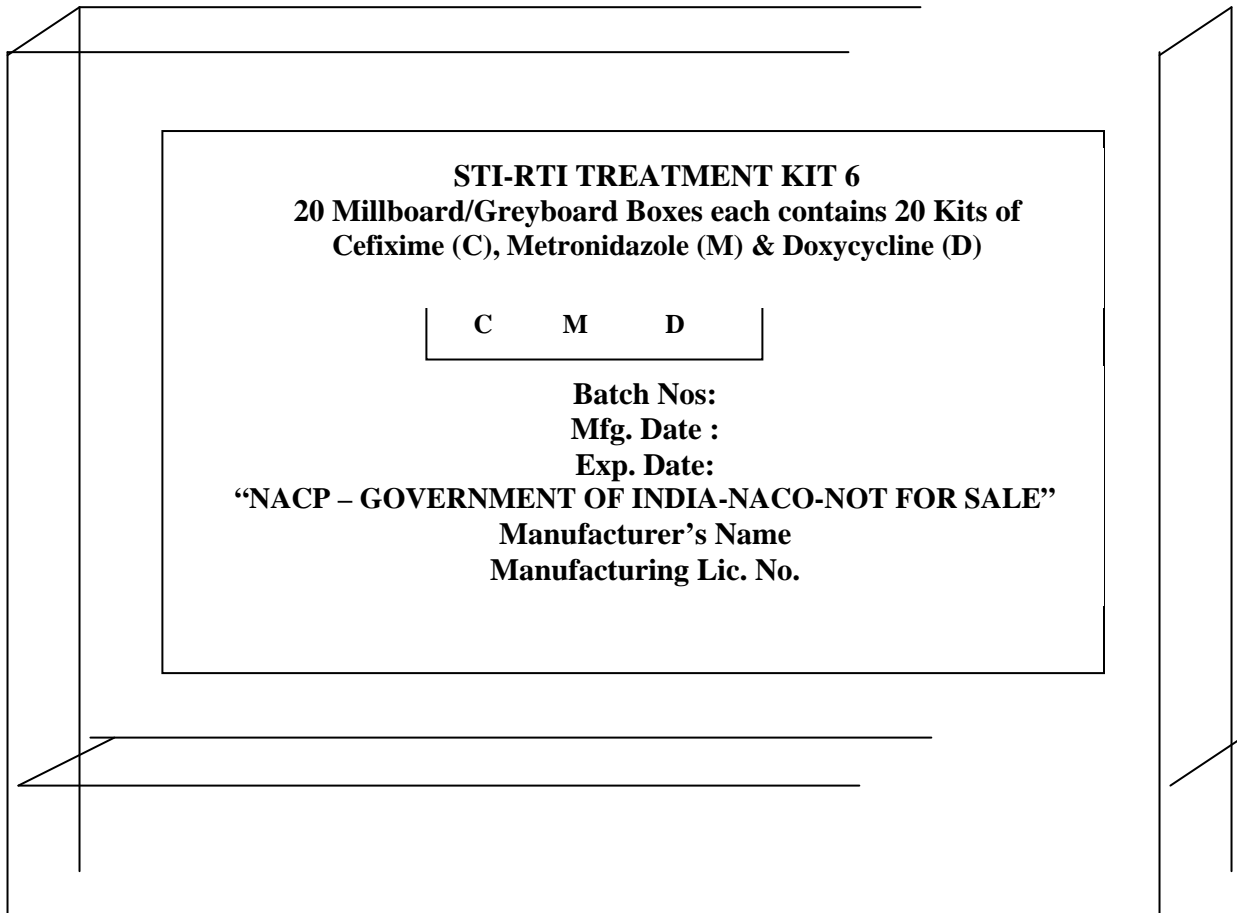 STI-RTI TREATMENT KIT 6
20 Millboard/Greyboard Boxes each contains 20 Kits of
Cefixime (C), Metronidazole (M) & Doxycycline (D)
C M D
Batch Nos:
Mfg. Date :
Exp. Date:
“NACP – GOVERNMENT OF INDIA-NACO-NOT FOR SALE”
Manufacturer’s Name
Manufacturing Lic. No.